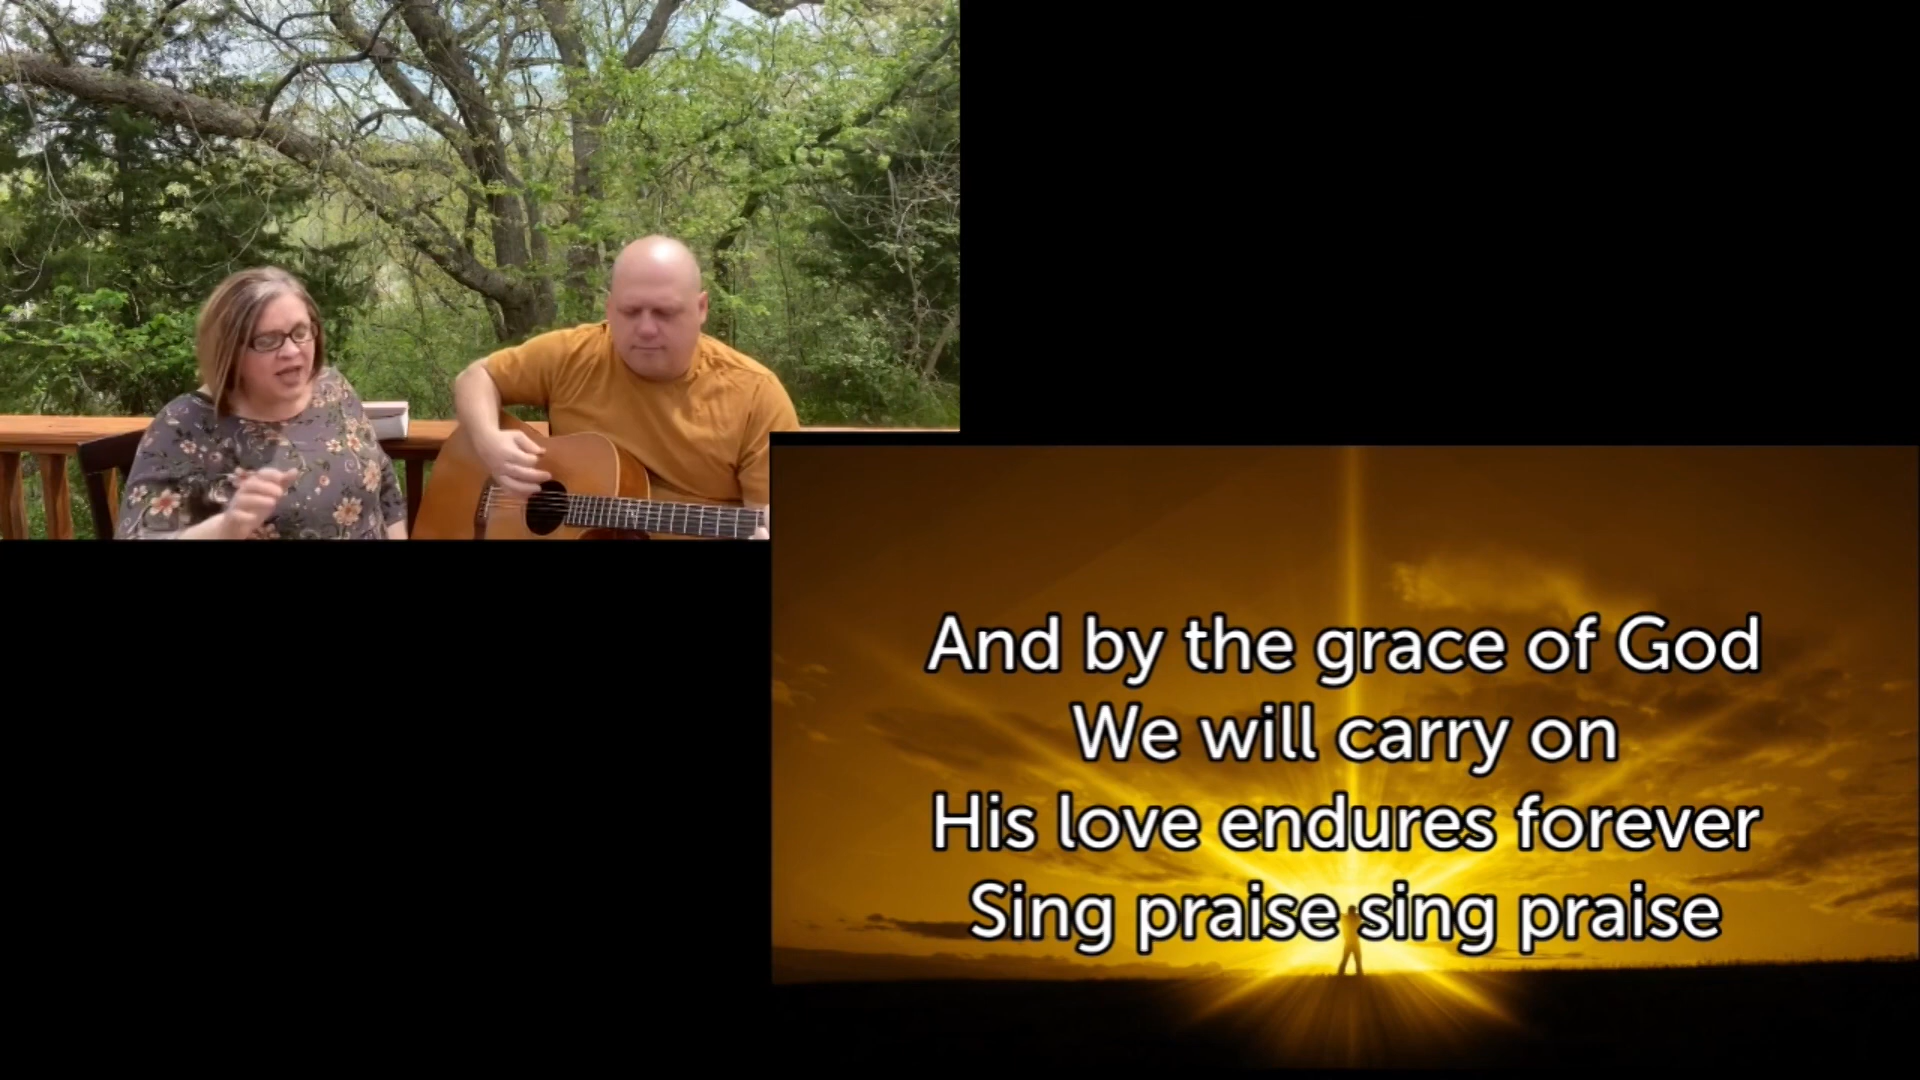 And by the grace of God
We will carry on
His love endures forever
Sing praise sing praise